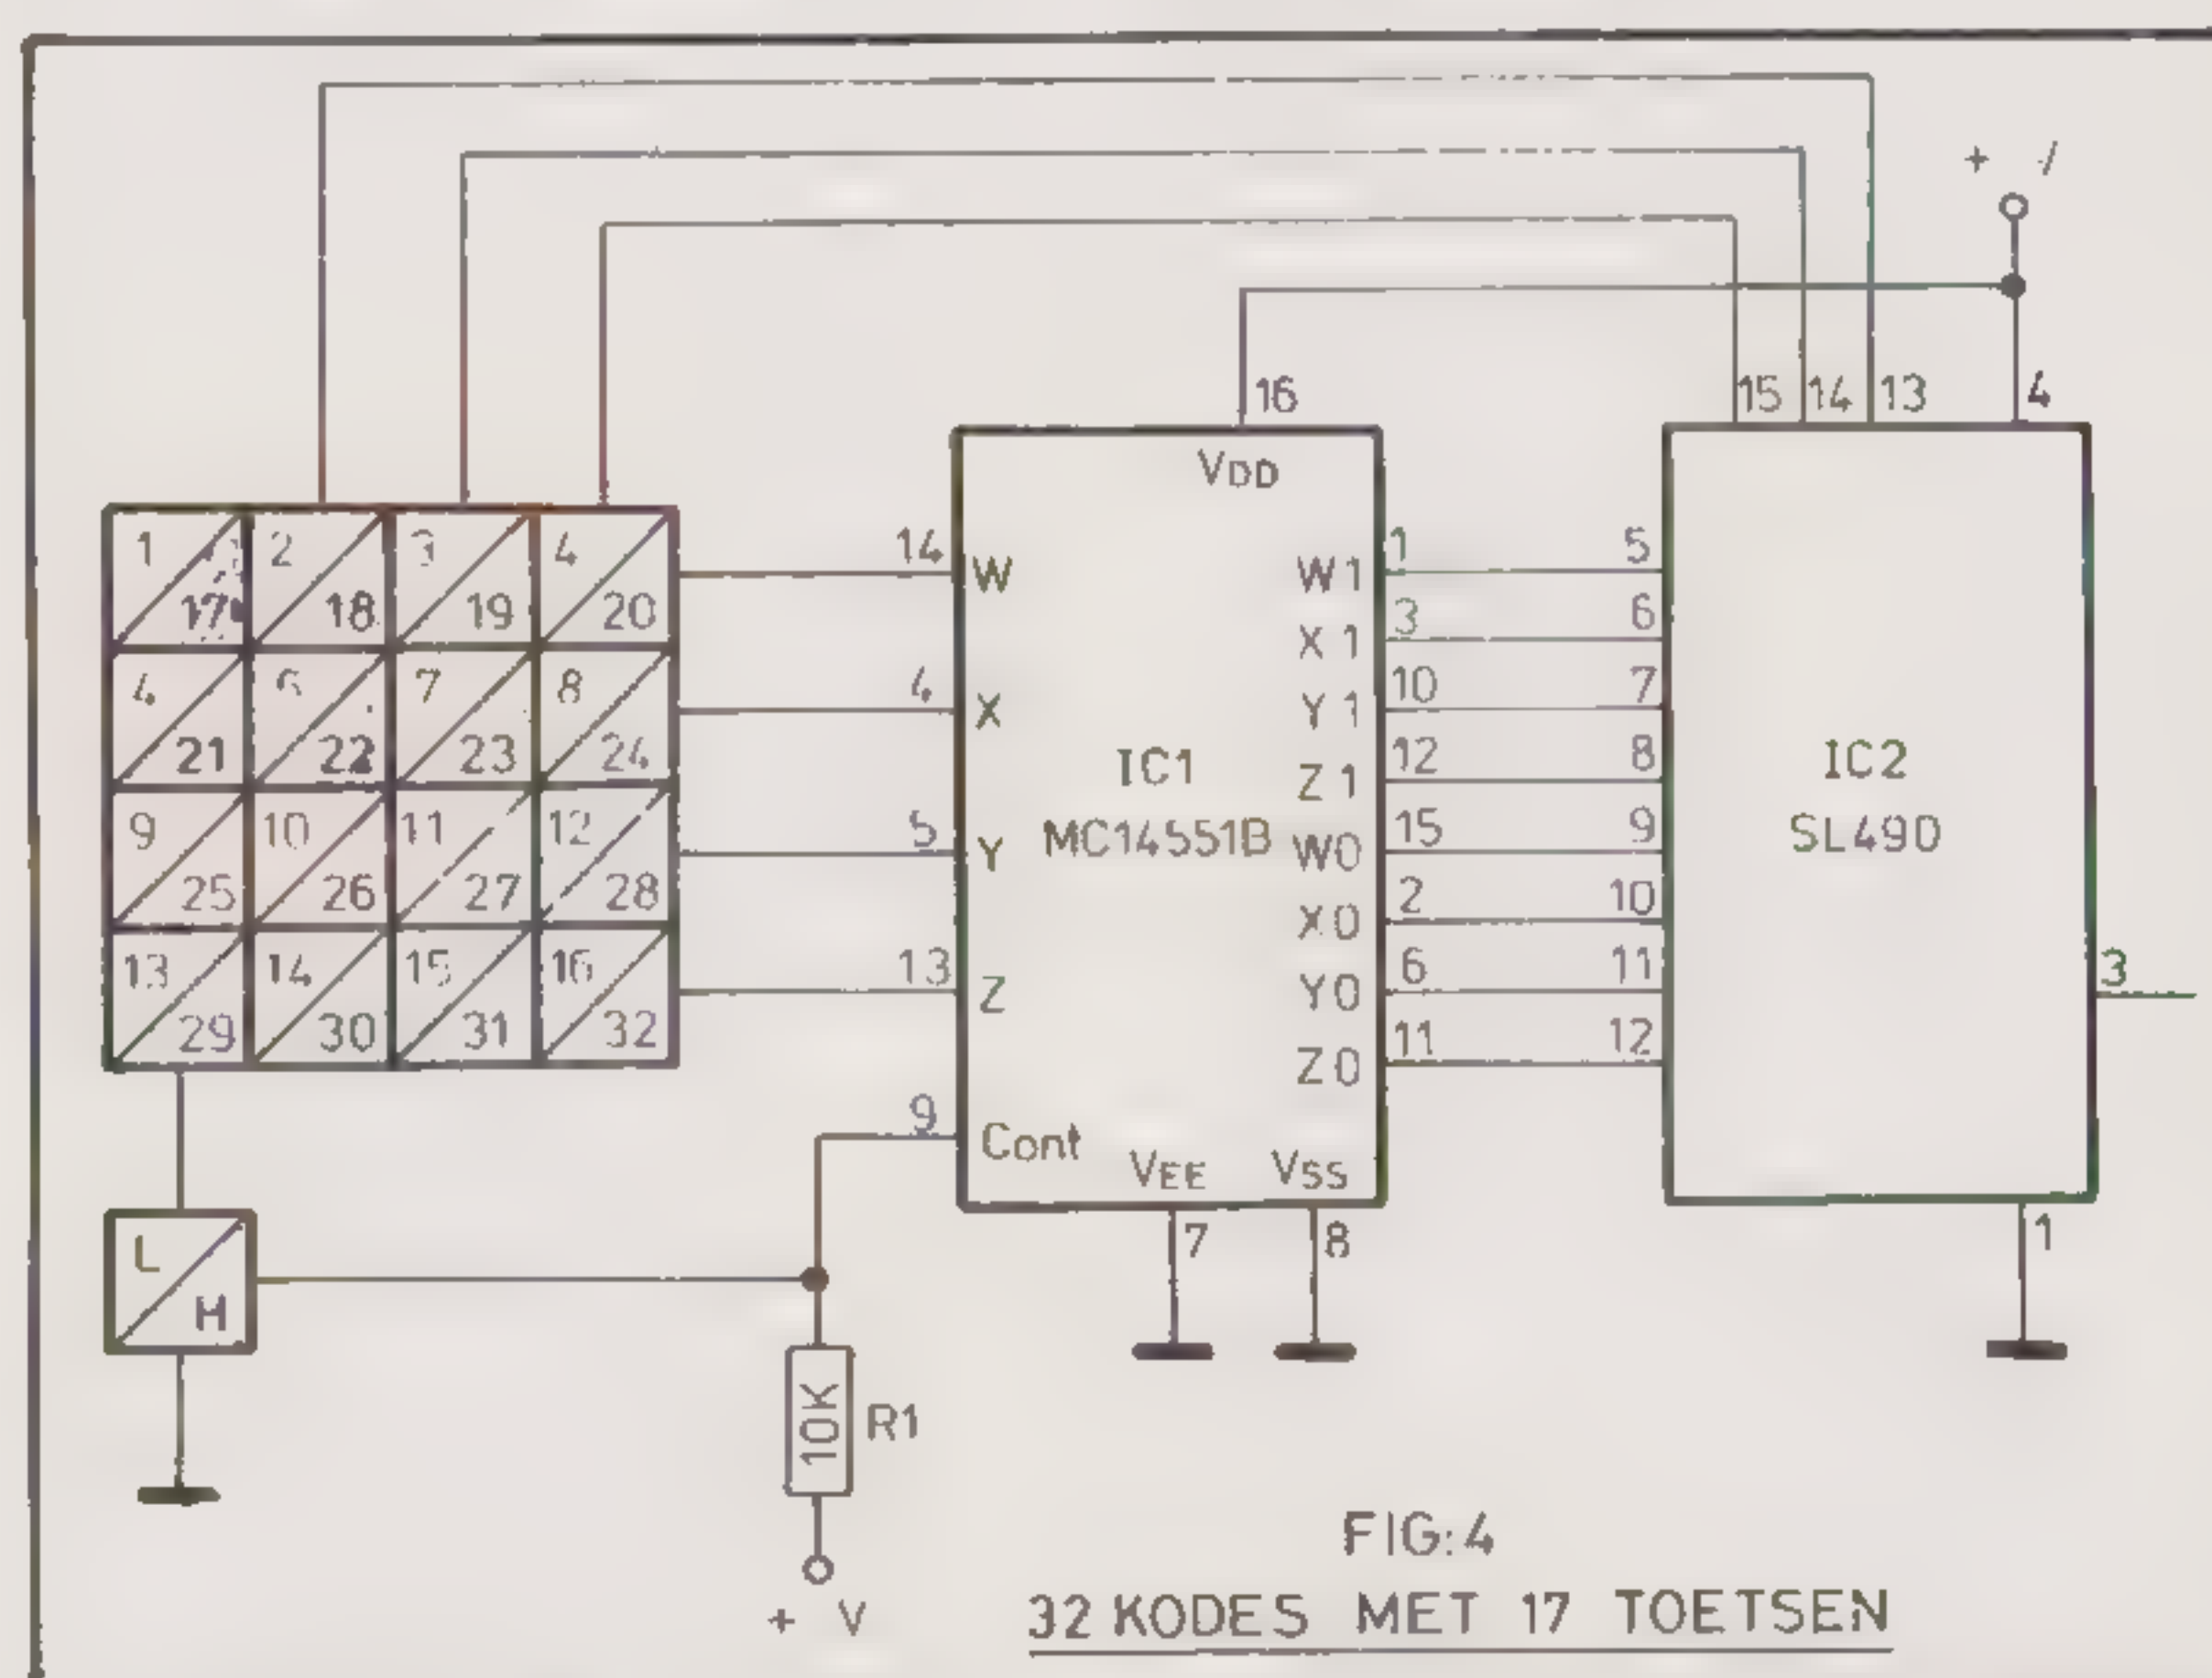 + V
15 14 13 4
16
VDD
1 2 3 4
17 18 19 20
4 6 7 8
21 22 23 24
9 10 11 12
25 26 27 28
13 14 15 16
29 30 31 32
14 W W1 1 5
X1 3 6
4 X Y1 10 7
IC1 Z1 12 8 IC2
5 Y MC14551B W0 15 9 SL490
X0 2 10
13 Z Y0 6 11 3
Z0 11 12
9 Cont VEE VSS
7 8 1
L
H
10K R1
+ V
FIG:4
32 KODES MET 17 TOETSEN